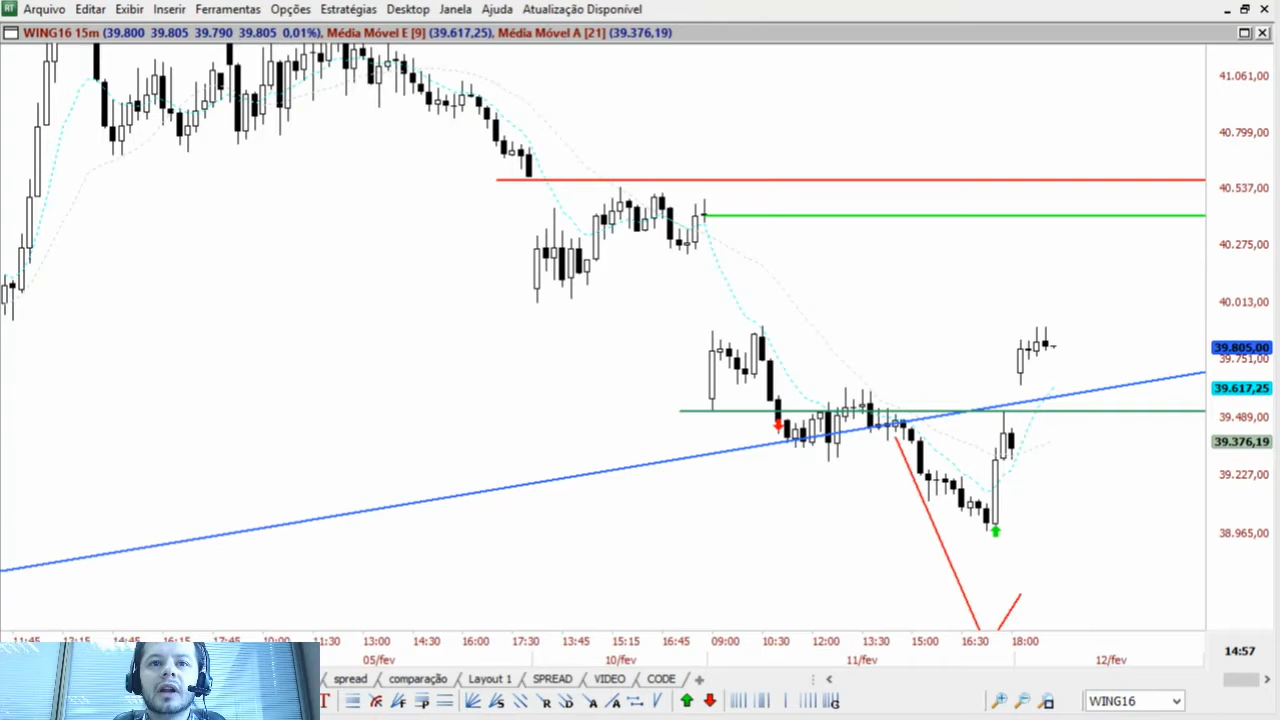 RT Arquivo Editar Exibir Inserir Ferramentas Opções Estratégias Desktop Janela Ajuda Atualização Disponível
WING16 15m (39.800 39.805 39.790 39.805 0,01%), Média Móvel E [9] (39.617,25), Média Móvel A [21] (39.376,19)
41.061,00
40.799,00
40.537,00
40.275,00
40.013,00
39.805,00
39.751,00
39.617,25
39.489,00
39.376,19
39.227,00
38.965,00
11:45 13:15 14:45 16:15 17:45 10:00 11:30 13:00 14:30 16:00 17:30 13:45 15:15 16:45 09:00 10:30 12:00 13:30 15:00 16:30 18:00
05/fev 10/fev 11/fev 12/fev
14:57
spread comparação Layout 1 SPREAD VIDEO CODE
WING16